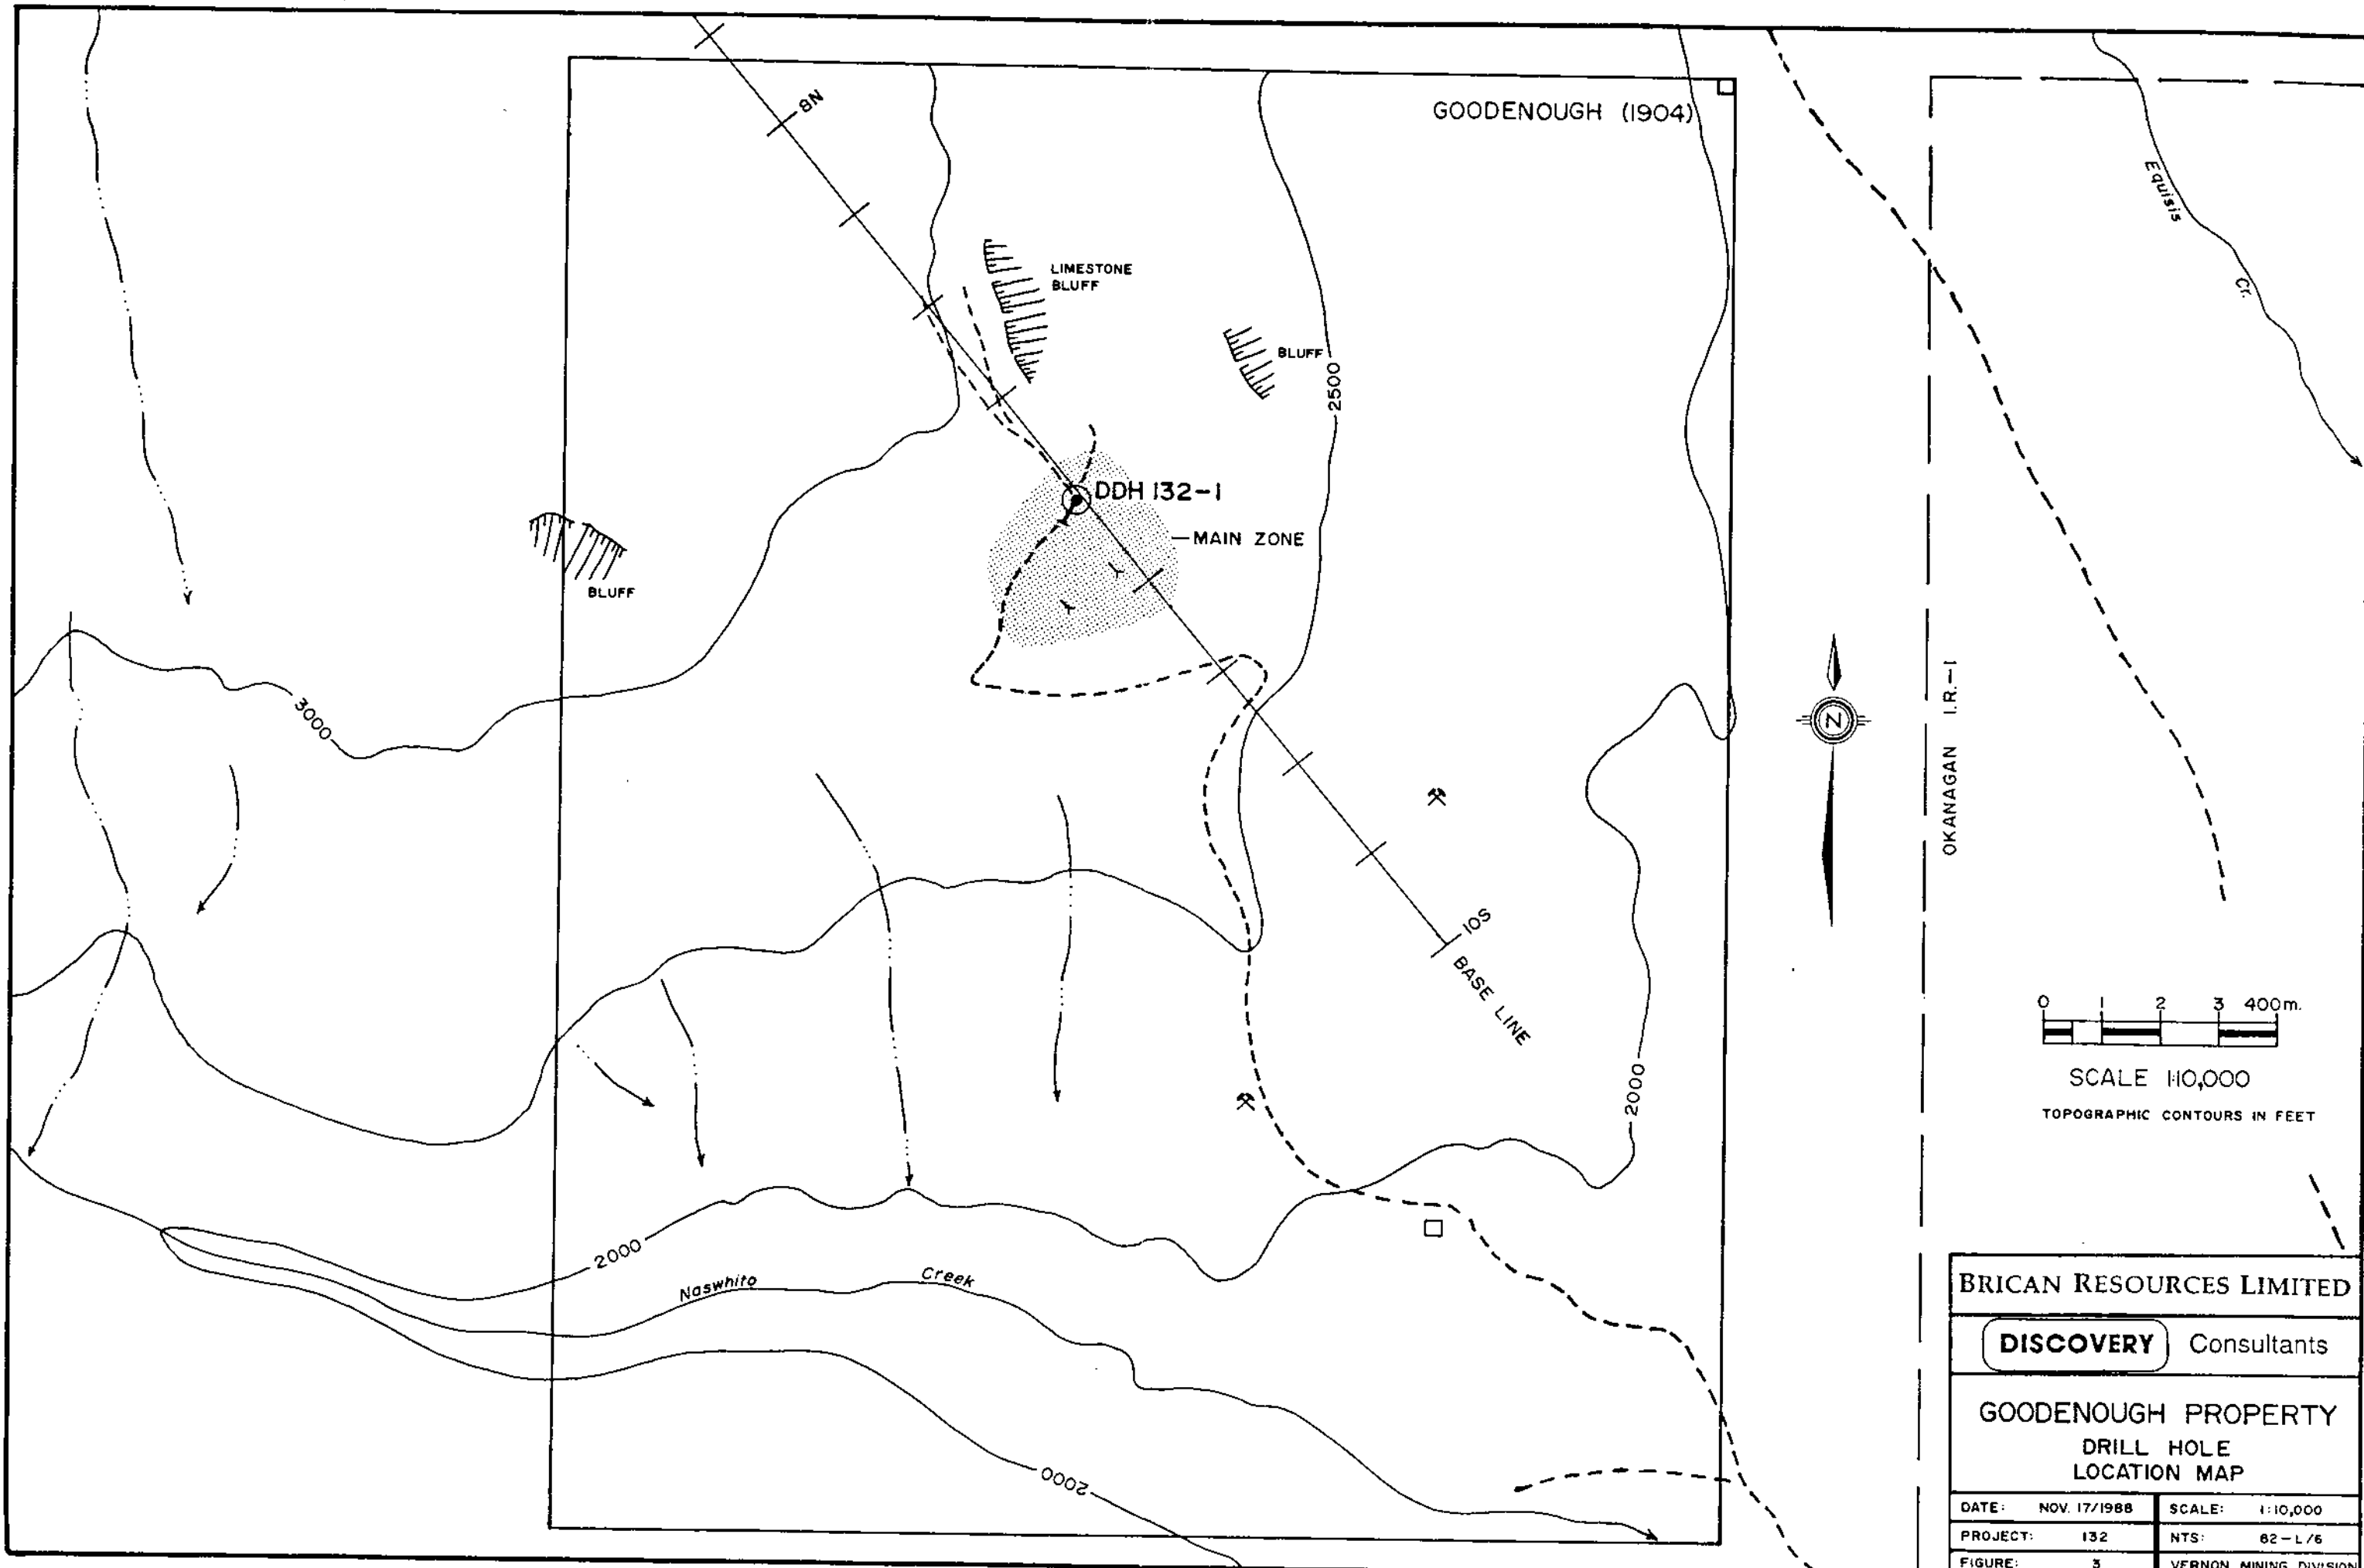 8N
GOODENOUGH (1904)
Equisis Cr.
LIMESTONE
BLUFF
BLUFF
2500
DDH 132-1
MAIN ZONE
BLUFF
3000
N
OKANAGAN I.R.-1
10S
BASE LINE
0 1 2 3 400m.
SCALE 1:10,000
TOPOGRAPHIC CONTOURS IN FEET
2000
2000
Naswhito Creek
2000
BRICAN RESOURCES LIMITED
DISCOVERY Consultants
GOODENOUGH PROPERTY
DRILL HOLE
LOCATION MAP
DATE: NOV. 17/1988 SCALE: 1:10,000
PROJECT: 132 NTS: 82-L/6
FIGURE: 3 VERNON MINING DIVISION